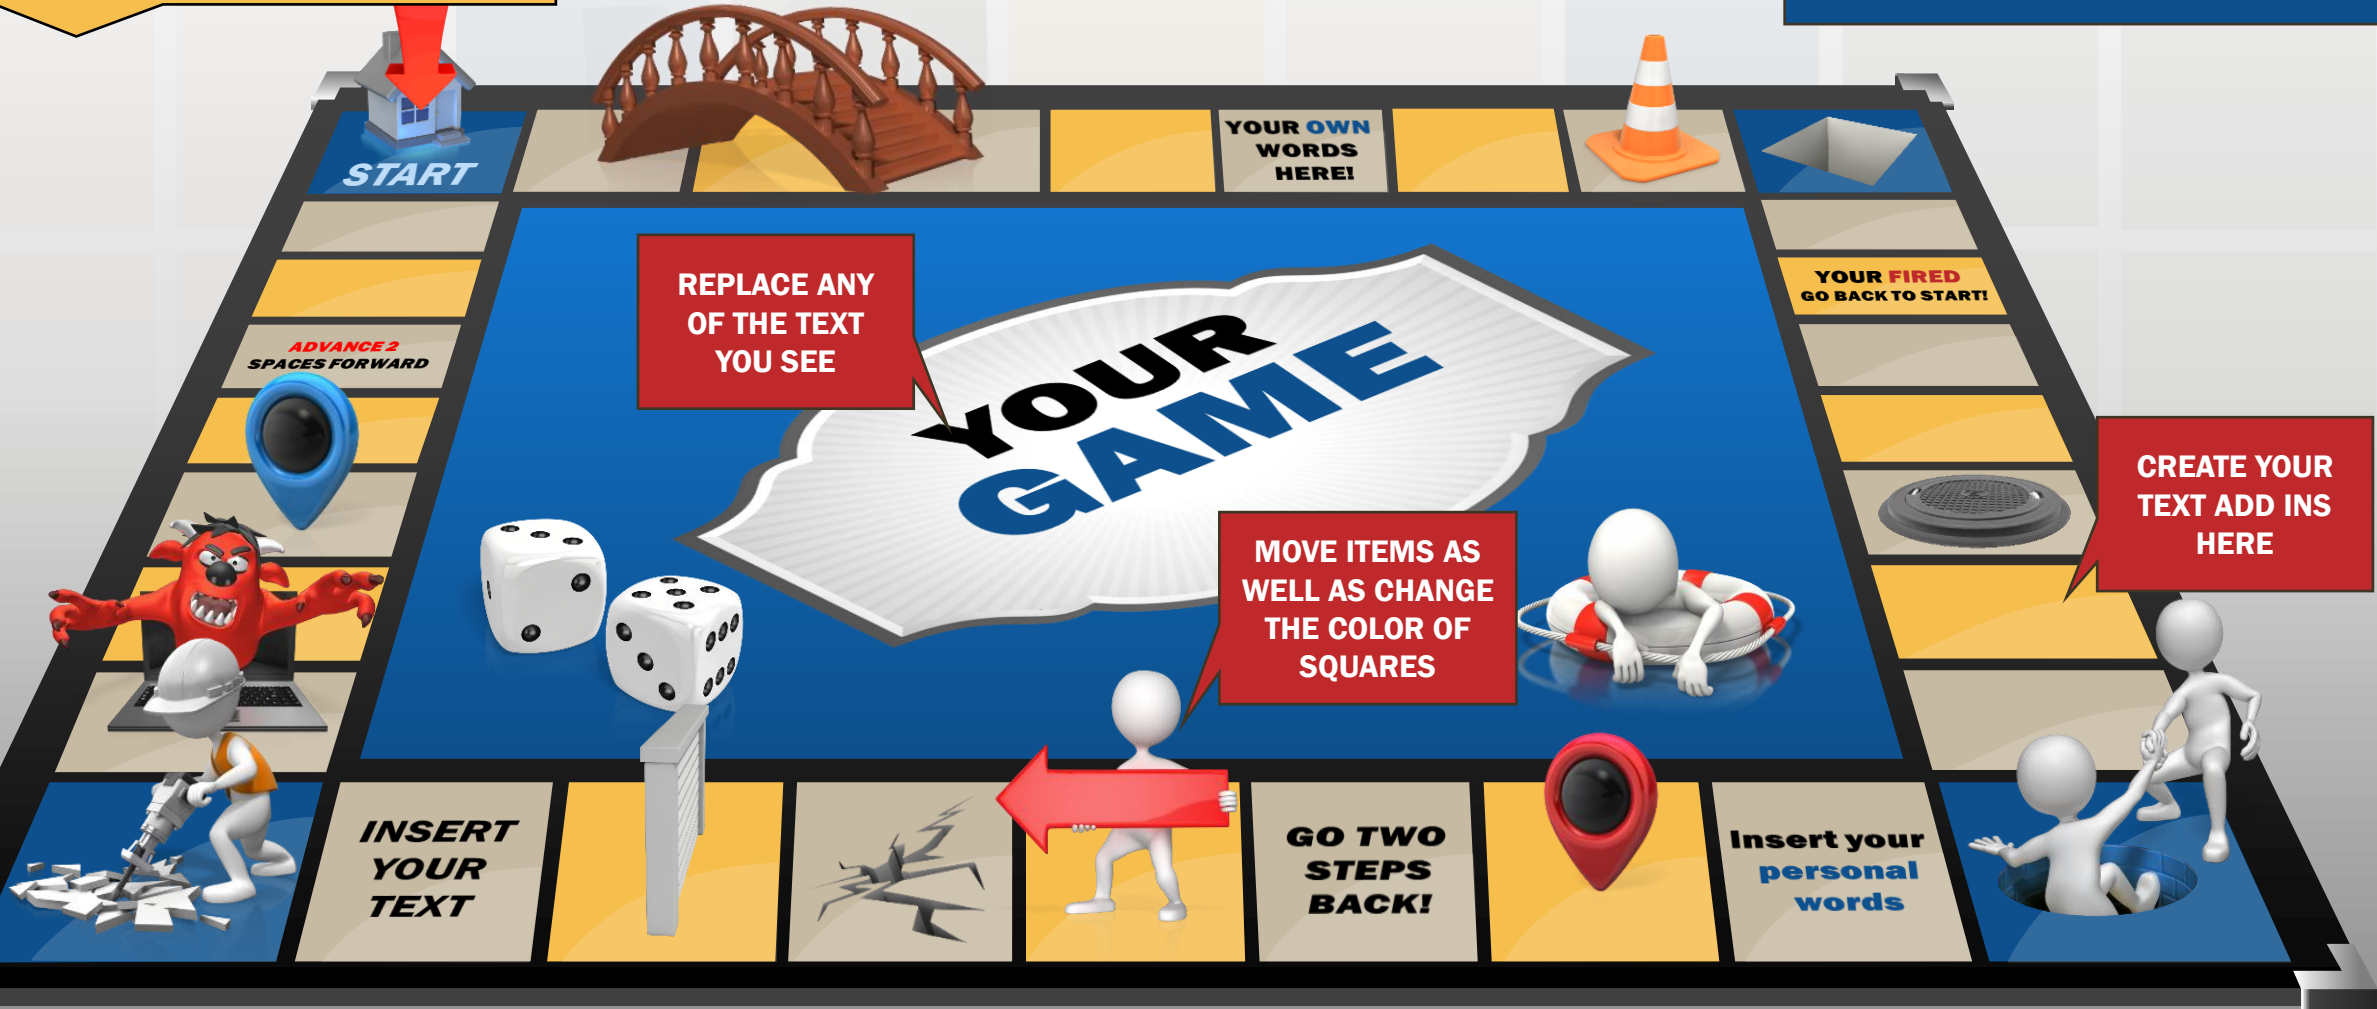 START
YOUR OWN
WORDS
HERE!
REPLACE ANY
OF THE TEXT
YOU SEE
YOUR FIRED
GO BACK TO START!
ADVANCE 2
SPACES FORWARD
YOUR
GAME
CREATE YOUR
TEXT ADD INS
HERE
MOVE ITEMS AS
WELL AS CHANGE
THE COLOR OF
SQUARES
INSERT
YOUR
TEXT
GO TWO
STEPS
BACK!
Insert your
personal
words